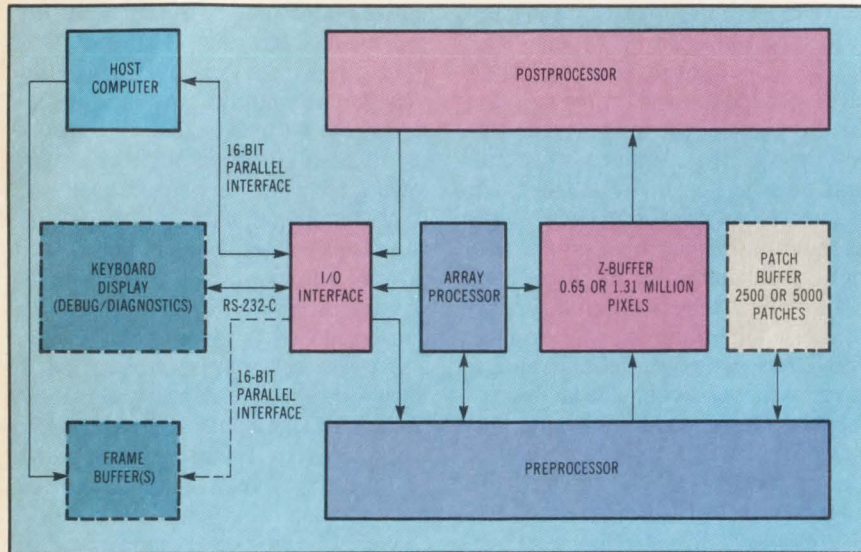 HOST
COMPUTER
POSTPROCESSOR
16-BIT
PARALLEL
INTERFACE
KEYBOARD
DISPLAY
(DEBUG/DIAGNOSTICS)
RS-232-C
I/O
INTERFACE
ARRAY
PROCESSOR
Z-BUFFER
0.65 OR 1.31 MILLION
PIXELS
PATCH
BUFFER
2500 OR 5000
PATCHES
16-BIT
PARALLEL
INTERFACE
FRAME
BUFFER(S)
PREPROCESSOR